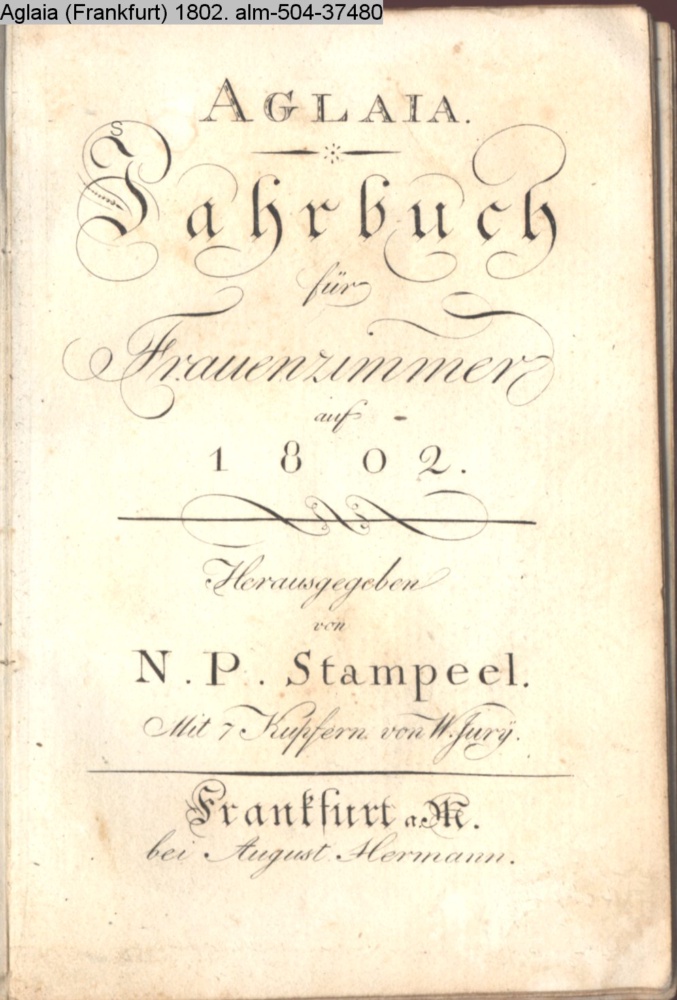 Aglaia (Frankfurt) 1802. alm-504-37480
AGLAIA.
Jahrbuch
für
Frauenzimmer
auf
1802.
Herausgegeben
von
N. P. Stampeel.
Mit 7 Kupfern von W. Jurÿ.
Frankfurt a. M.
bei August Hermann.